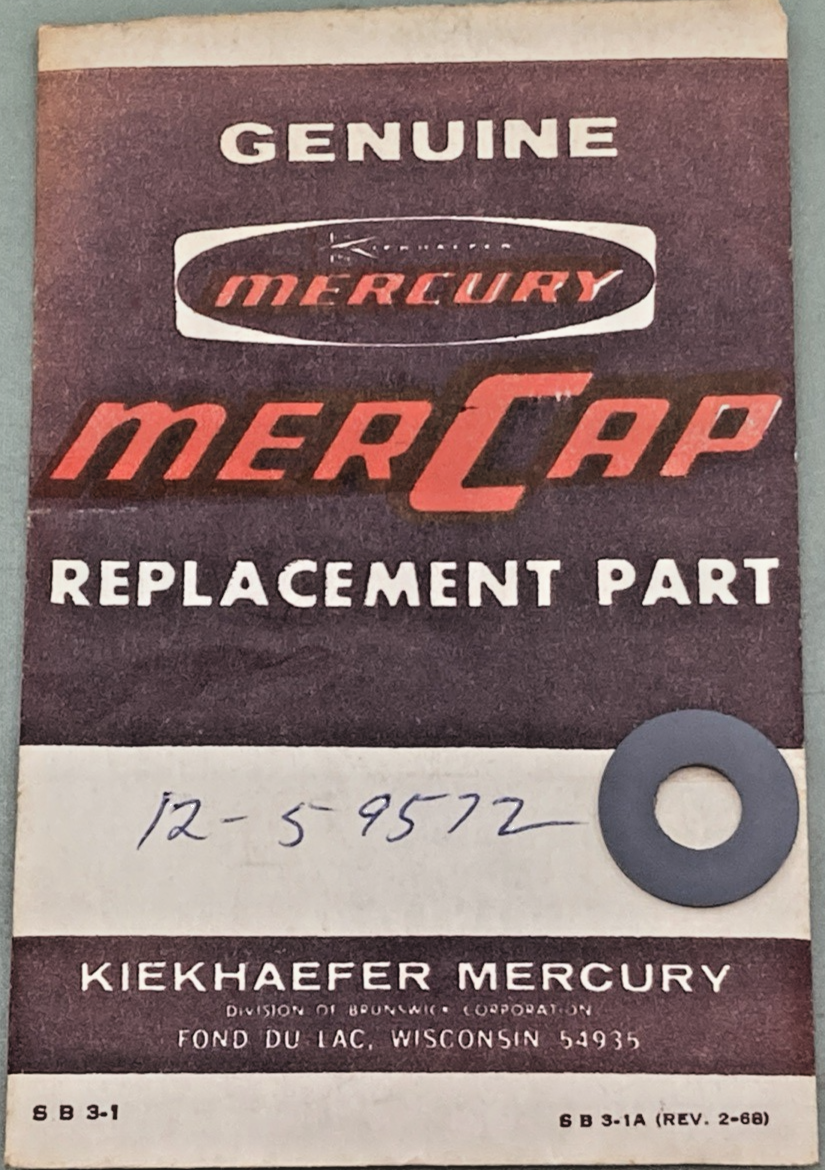 GENUINE
KIEKHAEFER
MERCURY
MERCAP
REPLACEMENT PART
12-59572
KIEKHAEFER MERCURY
DIVISION OF BRUNSWICK CORPORATION
FOND DU LAC, WISCONSIN 54935
S B 3-1
S B 3-1A (REV. 2-68)